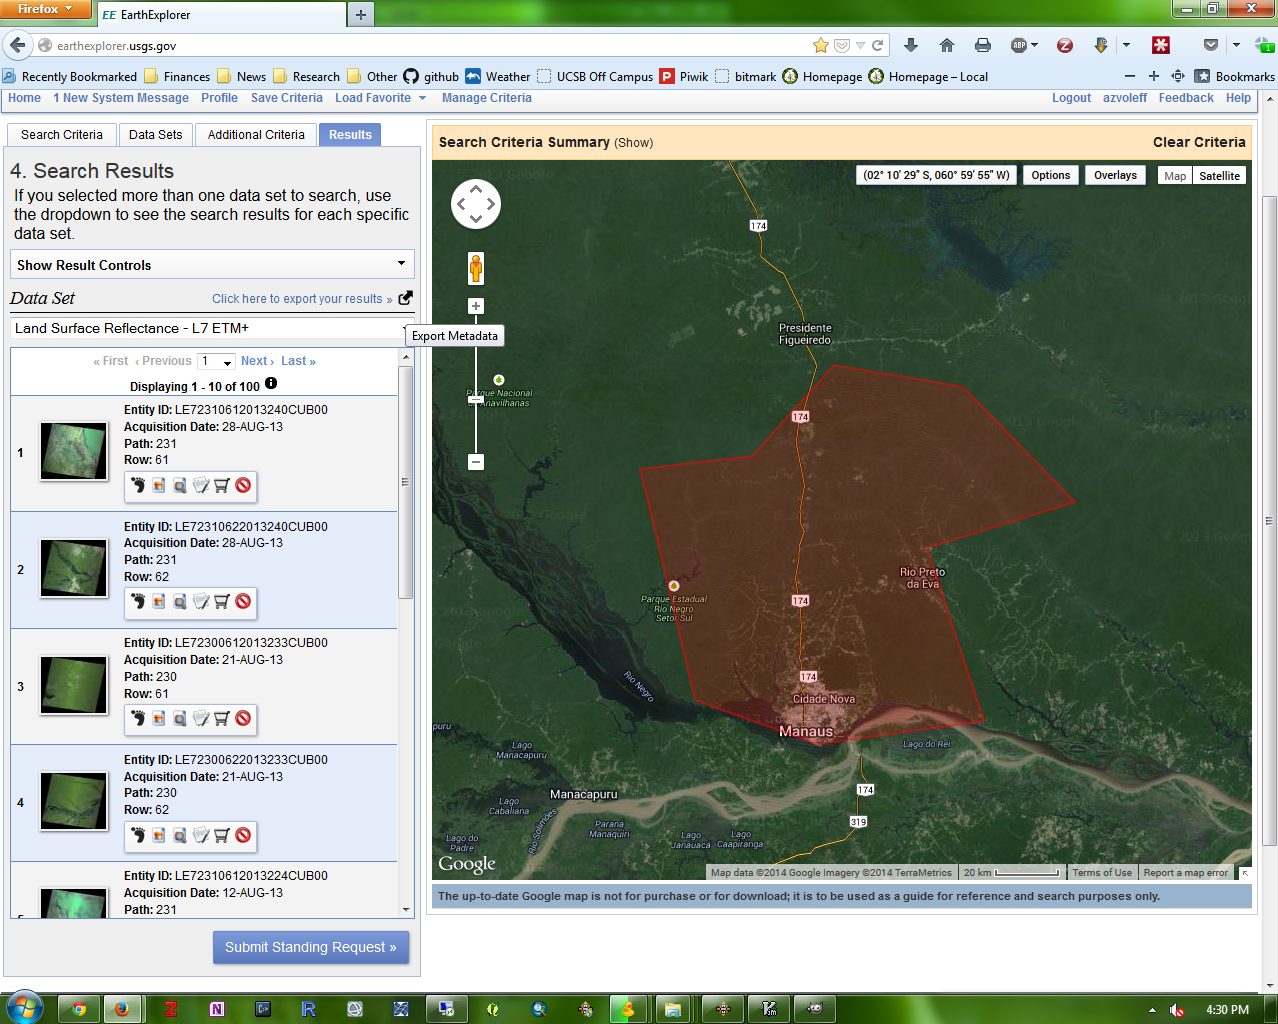 Firefox
EE EarthExplorer
earthexplorer.usgs.gov
ABP
1
Recently Bookmarked Finances News Research Other github Weather UCSB Off Campus Piwik bitmark Homepage Homepage – Local Bookmarks
Home 1 New System Message Profile Save Criteria Load Favorite Manage Criteria Logout azvoleff Feedback Help
Search Criteria Data Sets Additional Criteria Results
4. Search Results
If you selected more than one data set to search, use
the dropdown to see the search results for each specific
data set.
Show Result Controls
Data Set Click here to export your results »
Land Surface Reflectance - L7 ETM+
Export Metadata
« First ‹ Previous 1 Next › Last »
Displaying 1 - 10 of 100
1
Entity ID: LE72310612013240CUB00
Acquisition Date: 28-AUG-13
Path: 231
Row: 61
2
Entity ID: LE72310622013240CUB00
Acquisition Date: 28-AUG-13
Path: 231
Row: 62
3
Entity ID: LE72300612013233CUB00
Acquisition Date: 21-AUG-13
Path: 230
Row: 61
4
Entity ID: LE72300622013233CUB00
Acquisition Date: 21-AUG-13
Path: 230
Row: 62
Entity ID: LE72310612013224CUB00
Acquisition Date: 12-AUG-13
Path: 231
Submit Standing Request »
Search Criteria Summary (Show) Clear Criteria
(02° 10' 29" S, 060° 59' 55" W) Options Overlays Map Satellite
174
Presidente
Figueiredo
Parque Nacional
de Anavilhanas
174
Rio Preto
da Eva
Parque Estadual
Rio Negro
Setor Sul
174
Rio Negro
174
Cidade Nova
Manaus
Lago do Rei
Lago
Manacapuru
Manacapuru
174
Lago
Cabaliana
319
Paraná
Manaquiri
Rio Solimões
Lago do
Padre
Lago
Janauaca
Lago
Caapiranga
Google
Map data ©2014 Google Imagery ©2014 TerraMetrics 20 km Terms of Use Report a map error
The up-to-date Google map is not for purchase or for download; it is to be used as a guide for reference and search purposes only.
4:30 PM